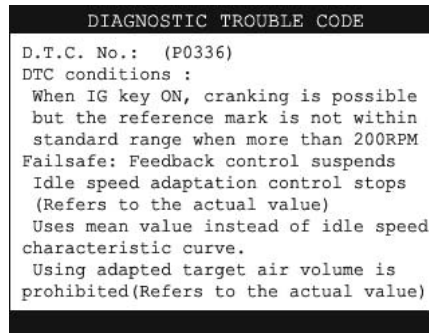 DIAGNOSTIC TROUBLE CODE
D.T.C. No.: (P0336)
DTC conditions :
When IG key ON, cranking is possible
but the reference mark is not within
standard range when more than 200RPM
Failsafe: Feedback control suspends
Idle speed adaptation control stops
(Refers to the actual value)
Uses mean value instead of idle speed
characteristic curve.
Using adapted target air volume is
prohibited(Refers to the actual value)